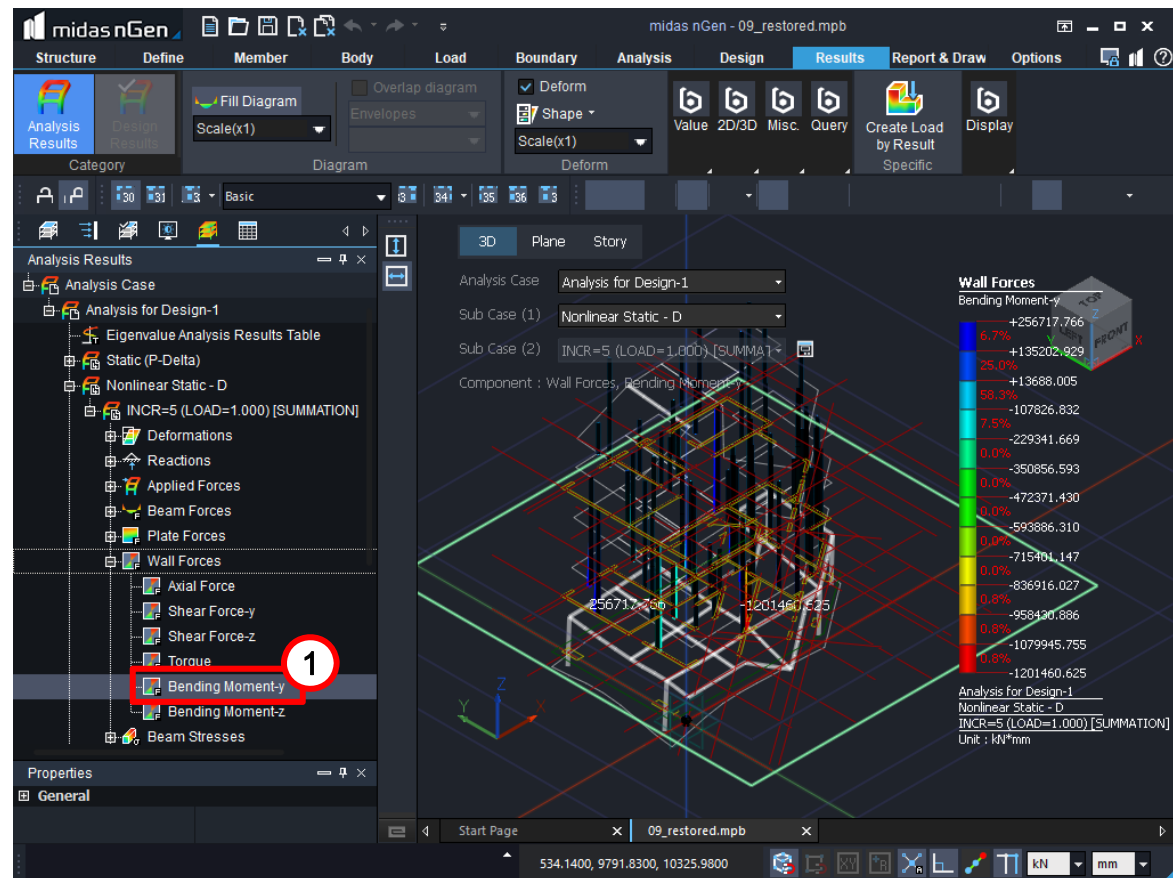 midas nGen
midas nGen - 09_restored.mpb
Structure Define Member Body Load Boundary Analysis Design Results Report & Draw Options
Analysis Results
Design Results
Category
Fill Diagram
Scale(x1)
Overlap diagram
Envelopes
Diagram
Deform
Shape
Scale(x1)
Deform
Value 2D/3D Misc. Query
Create Load by Result
Specific
Display
30 31 3 Basic 3 34 35 36 3
Analysis Results
Analysis Case
Analysis for Design-1
Eigenvalue Analysis Results Table
Static (P-Delta)
Nonlinear Static - D
INCR=5 (LOAD=1.000) [SUMMATION]
Deformations
Reactions
Applied Forces
Beam Forces
Plate Forces
Wall Forces
Axial Force
Shear Force-y
Shear Force-z
Torque
1
Bending Moment-y
Bending Moment-z
Beam Stresses
Properties
General
3D Plane Story
Analysis Case Analysis for Design-1
Sub Case (1) Nonlinear Static - D
Sub Case (2) INCR=5 (LOAD=1.000) [SUMMAT
Component : Wall Forces, Bending Moment-y
256717.766 -1201460.625
Z
Y X
TOP
LEFT FRONT
Z
Y X
Wall Forces
Bending Moment-y
+256717.766
6.7%
+135202.929
25.0%
+13688.005
58.3%
-107826.832
7.5%
-229341.669
0.0%
-350856.593
0.0%
-472371.430
0.0%
-593886.310
0.0%
-715401.147
0.0%
-836916.027
0.8%
-958430.886
0.8%
-1079945.755
0.8%
-1201460.625
Analysis for Design-1
Nonlinear Static - D
INCR=5 (LOAD=1.000) [SUMMATION]
Unit : kN*mm
Start Page 09_restored.mpb
534.1400, 9791.8300, 10325.9800 kN mm